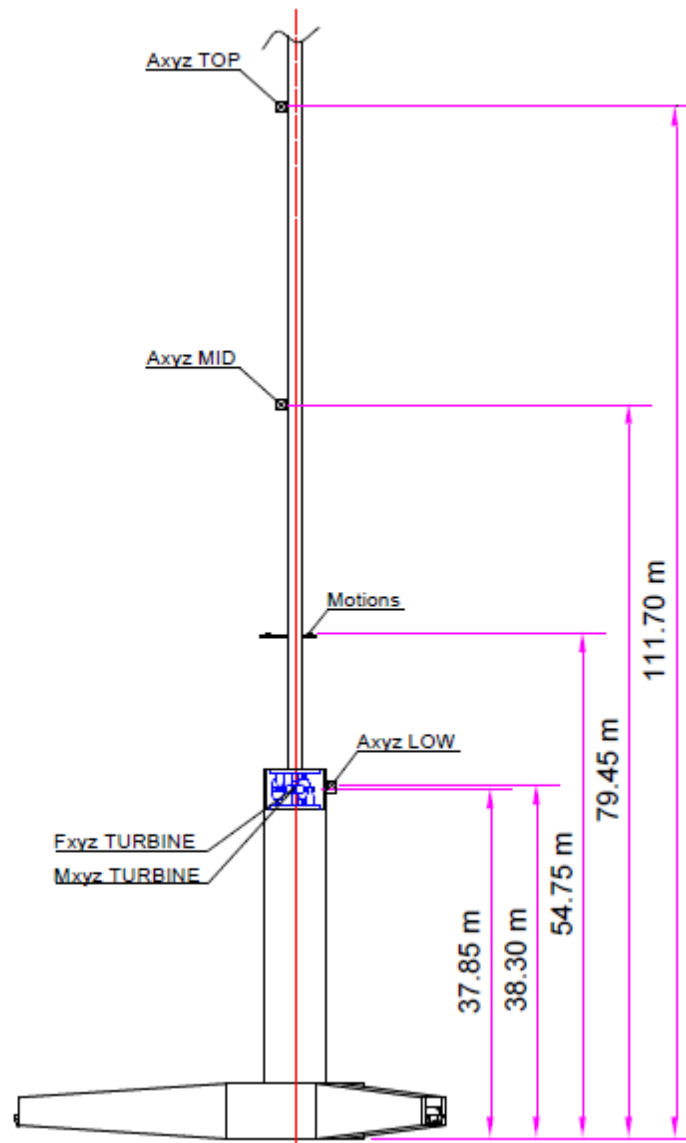 Axyz TOP
Axyz MID
Motions
Axyz LOW
Fxyz TURBINE
Mxyz TURBINE
37.85 m
38.30 m
54.75 m
79.45 m
111.70 m